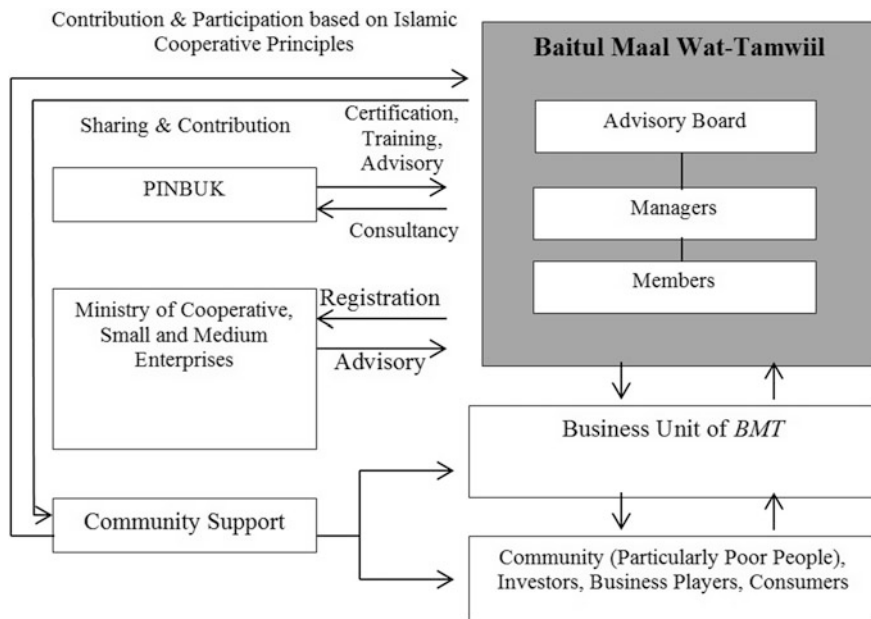 Contribution & Participation based on Islamic
Cooperative Principles
Baitul Maal Wat-Tamwiil
Sharing & Contribution
Certification,
Training,
Advisory
Advisory Board
PINBUK
Managers
Consultancy
Members
Ministry of Cooperative,
Small and Medium
Enterprises
Registration
Advisory
Business Unit of BMT
Community Support
Community (Particularly Poor People),
Investors, Business Players, Consumers